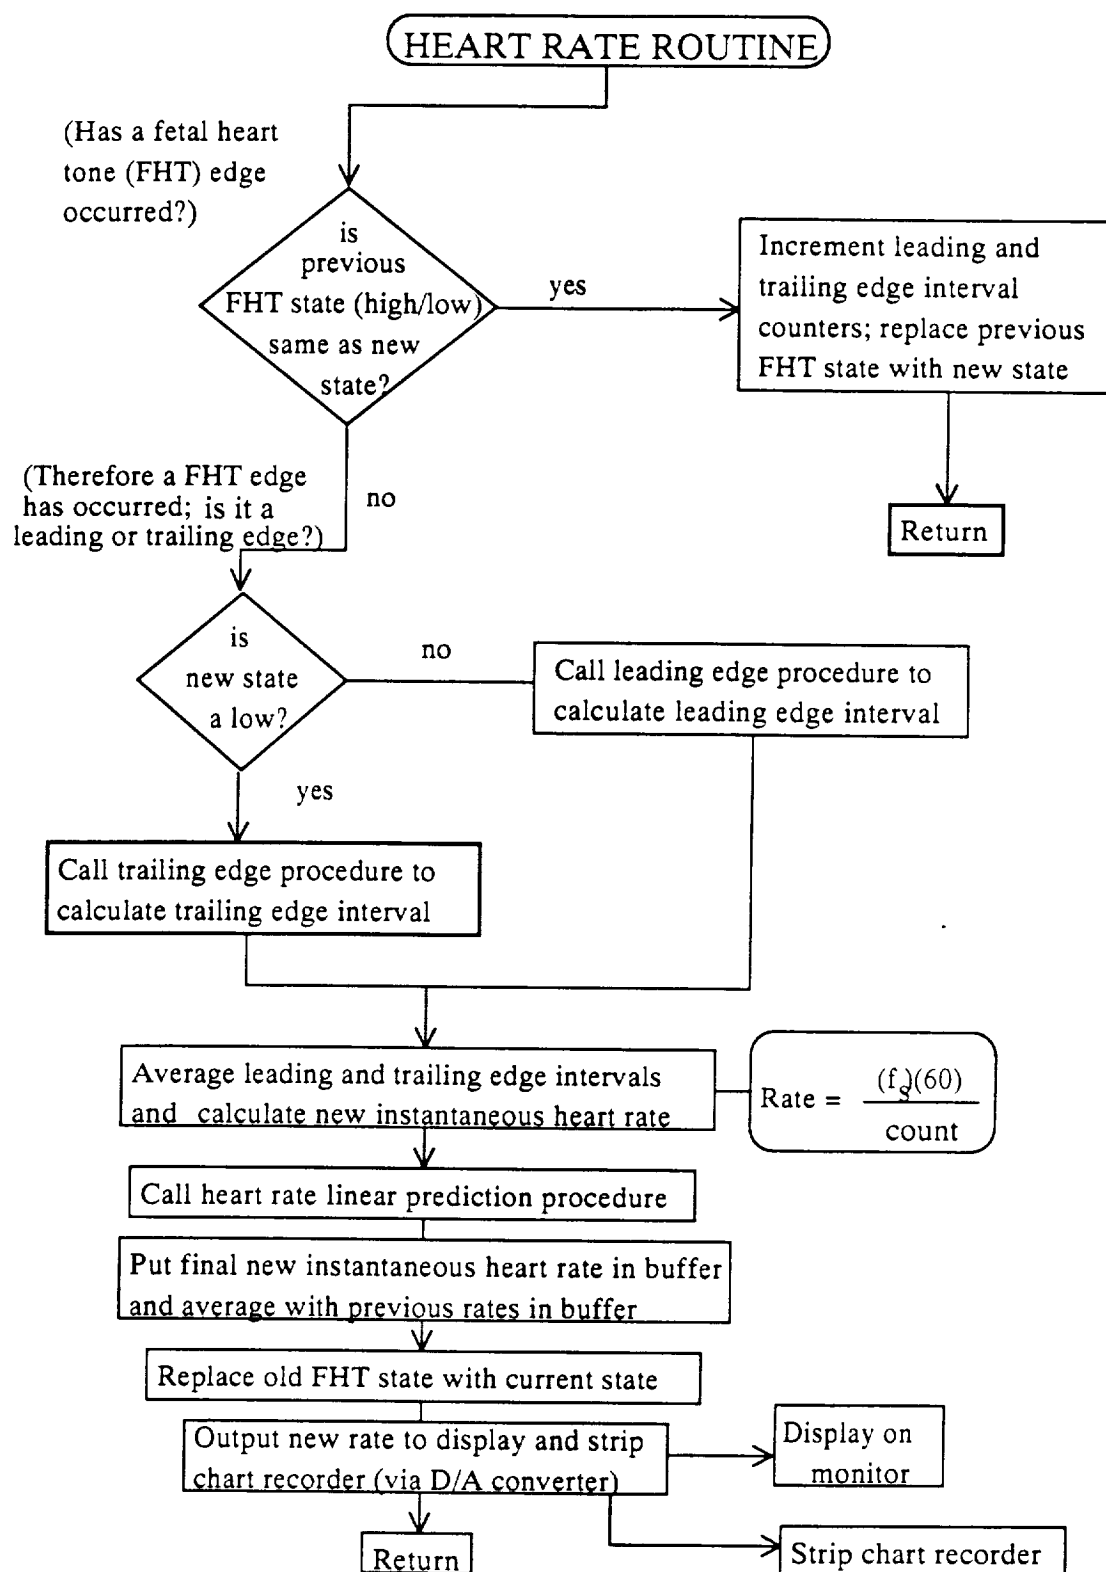 HEART RATE ROUTINE
(Has a fetal heart
tone (FHT) edge
occurred?)
is
previous
FHT state (high/low)
same as new
state?
yes
Increment leading and
trailing edge interval
counters; replace previous
FHT state with new state
Return
no
(Therefore a FHT edge
has occurred; is it a
leading or trailing edge?)
is
new state
a low?
no
Call leading edge procedure to
calculate leading edge interval
yes
Call trailing edge procedure to
calculate trailing edge interval
Average leading and trailing edge intervals
and calculate new instantaneous heart rate
Rate = (fs)(60)
count
Call heart rate linear prediction procedure
Put final new instantaneous heart rate in buffer
and average with previous rates in buffer
Replace old FHT state with current state
Output new rate to display and strip
chart recorder (via D/A converter)
Display on
monitor
Return
Strip chart recorder